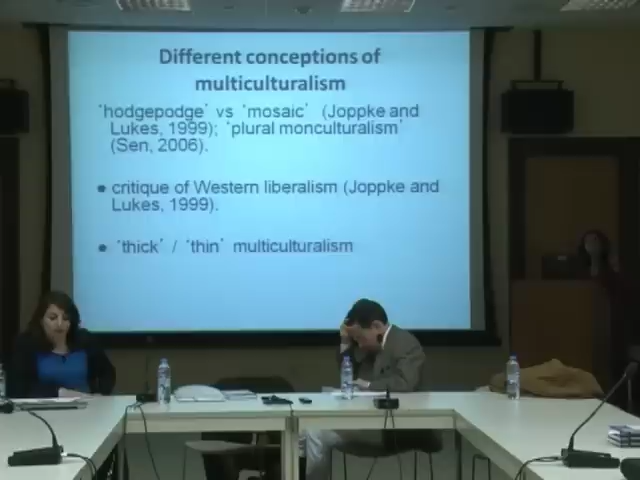 Different conceptions of
multiculturalism
'hodgepodge' vs 'mosaic' (Joppke and
Lukes, 1999); 'plural monculturalism'
(Sen, 2006).
• critique of Western liberalism (Joppke and
Lukes, 1999).
• 'thick' / 'thin' multiculturalism